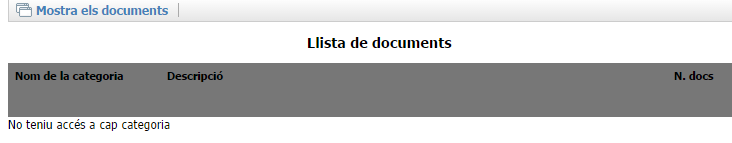 Mostra els documents
Llista de documents
Nom de la categoria Descripció N. docs
No teniu accés a cap categoria